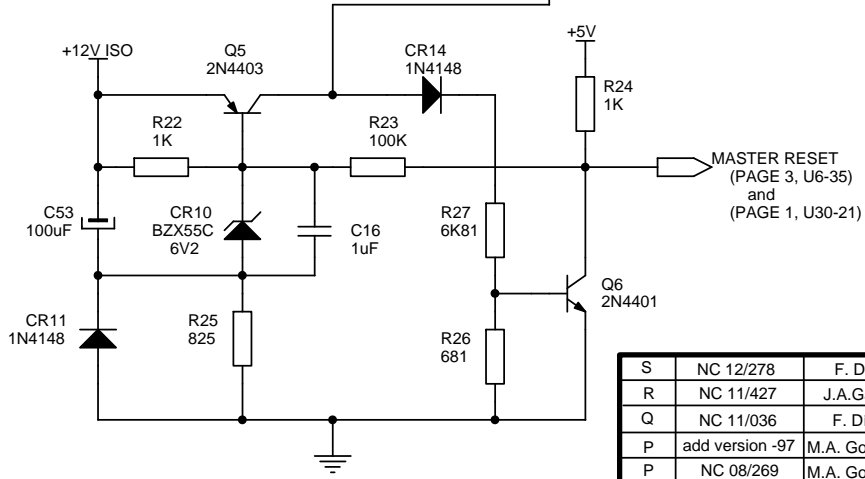 +12V ISO
Q5
2N4403
CR14
1N4148
+5V
R24
1K
R22
1K
R23
100K
MASTER RESET
(PAGE 3, U6-35)
and
(PAGE 1, U30-21)
C53
100uF
CR10
BZX55C
6V2
C16
1uF
R27
6K81
Q6
2N4401
CR11
1N4148
R25
825
R26
681
S NC 12/278 F. D
R NC 11/427 J.A.G
Q NC 11/036 F. D
P add version -97 M.A. Go
P NC 08/269 M.A. Go